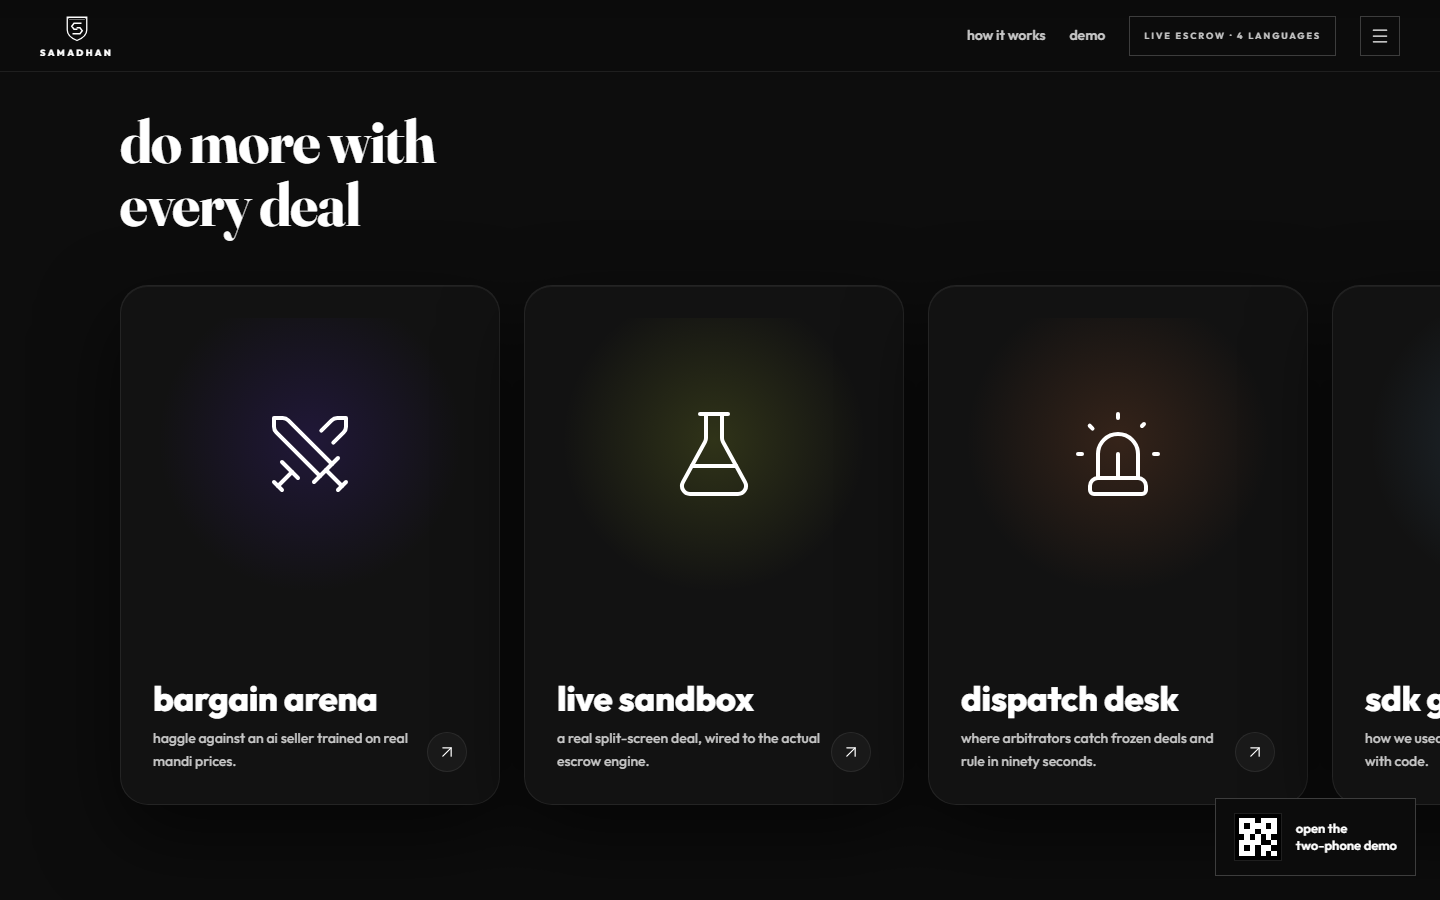 SAMADHAN
how it works
demo
LIVE ESCROW · 4 LANGUAGES
do more with
every deal
bargain arena
haggle against an ai seller trained on real
mandi prices.
live sandbox
a real split-screen deal, wired to the actual
escrow engine.
dispatch desk
where arbitrators catch frozen deals and
rule in ninety seconds.
sdk g
how we used
with code.
open the
two-phone demo